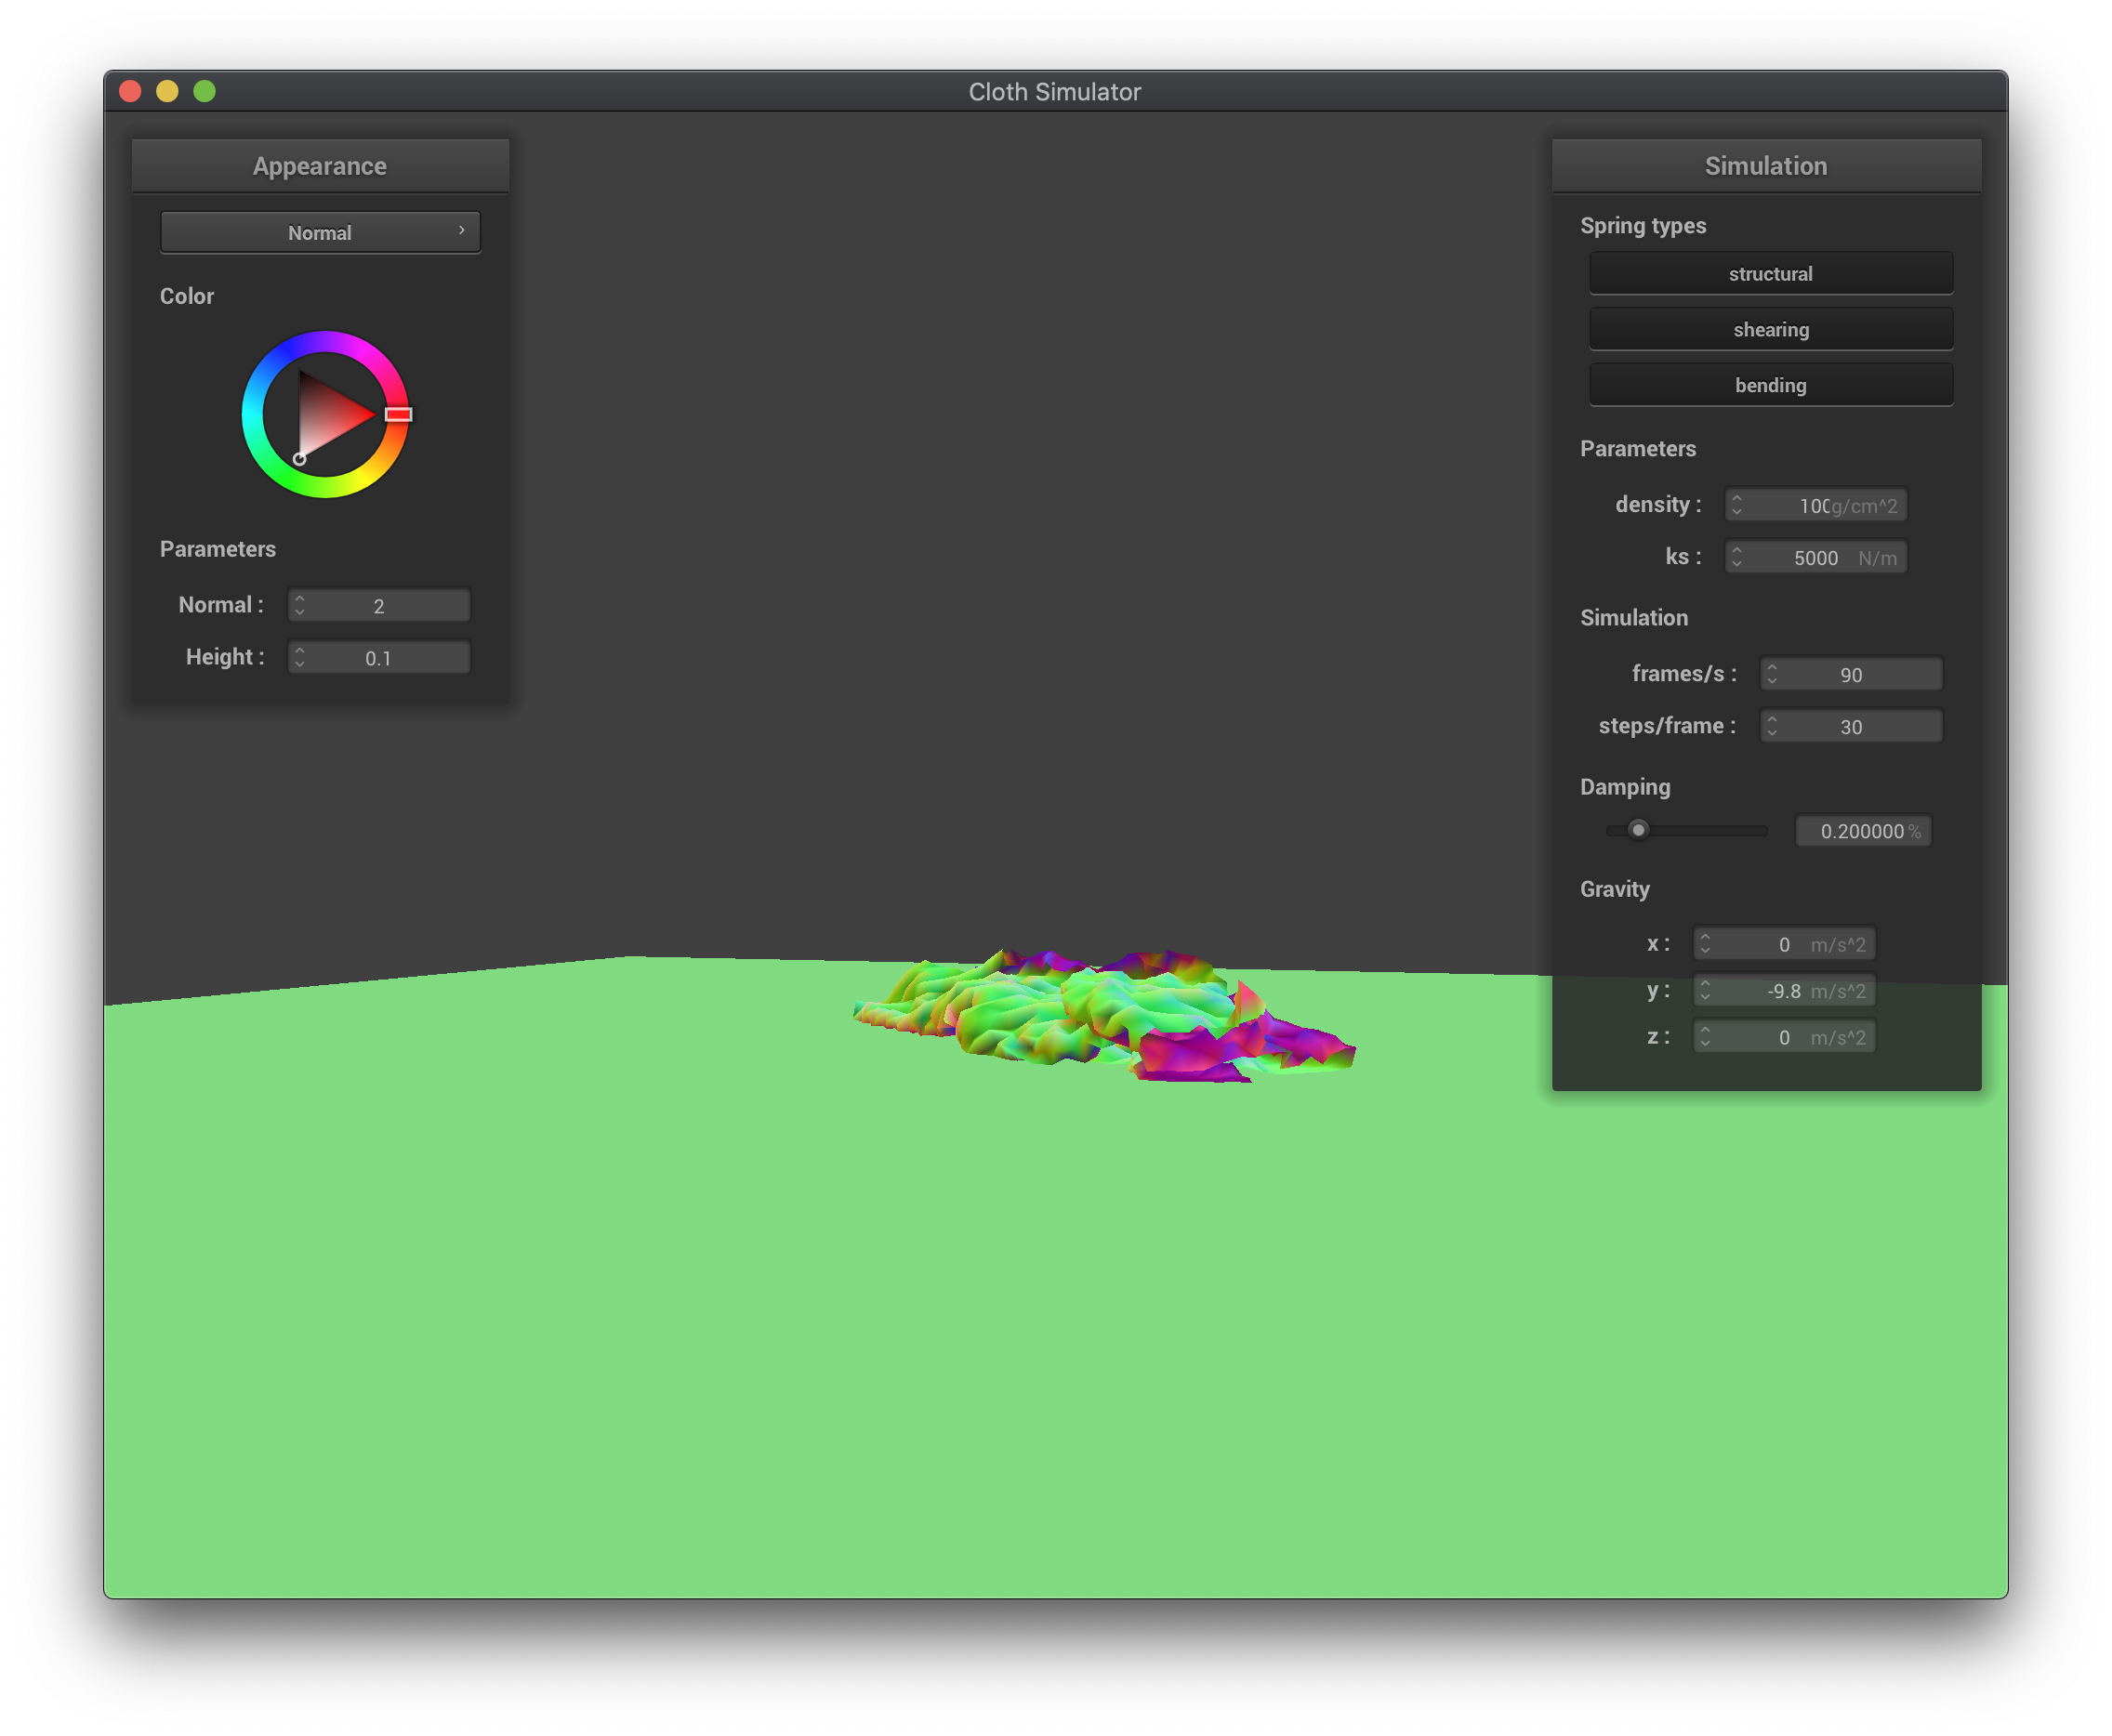 Cloth Simulator
Appearance
Normal
Color
Parameters
Normal : 2
Height : 0.1
Simulation
Spring types
structural
shearing
bending
Parameters
density : 100 g/cm^2
ks : 5000 N/m
Simulation
frames/s : 90
steps/frame : 30
Damping
0.200000 %
Gravity
x : 0 m/s^2
y : -9.8 m/s^2
z : 0 m/s^2